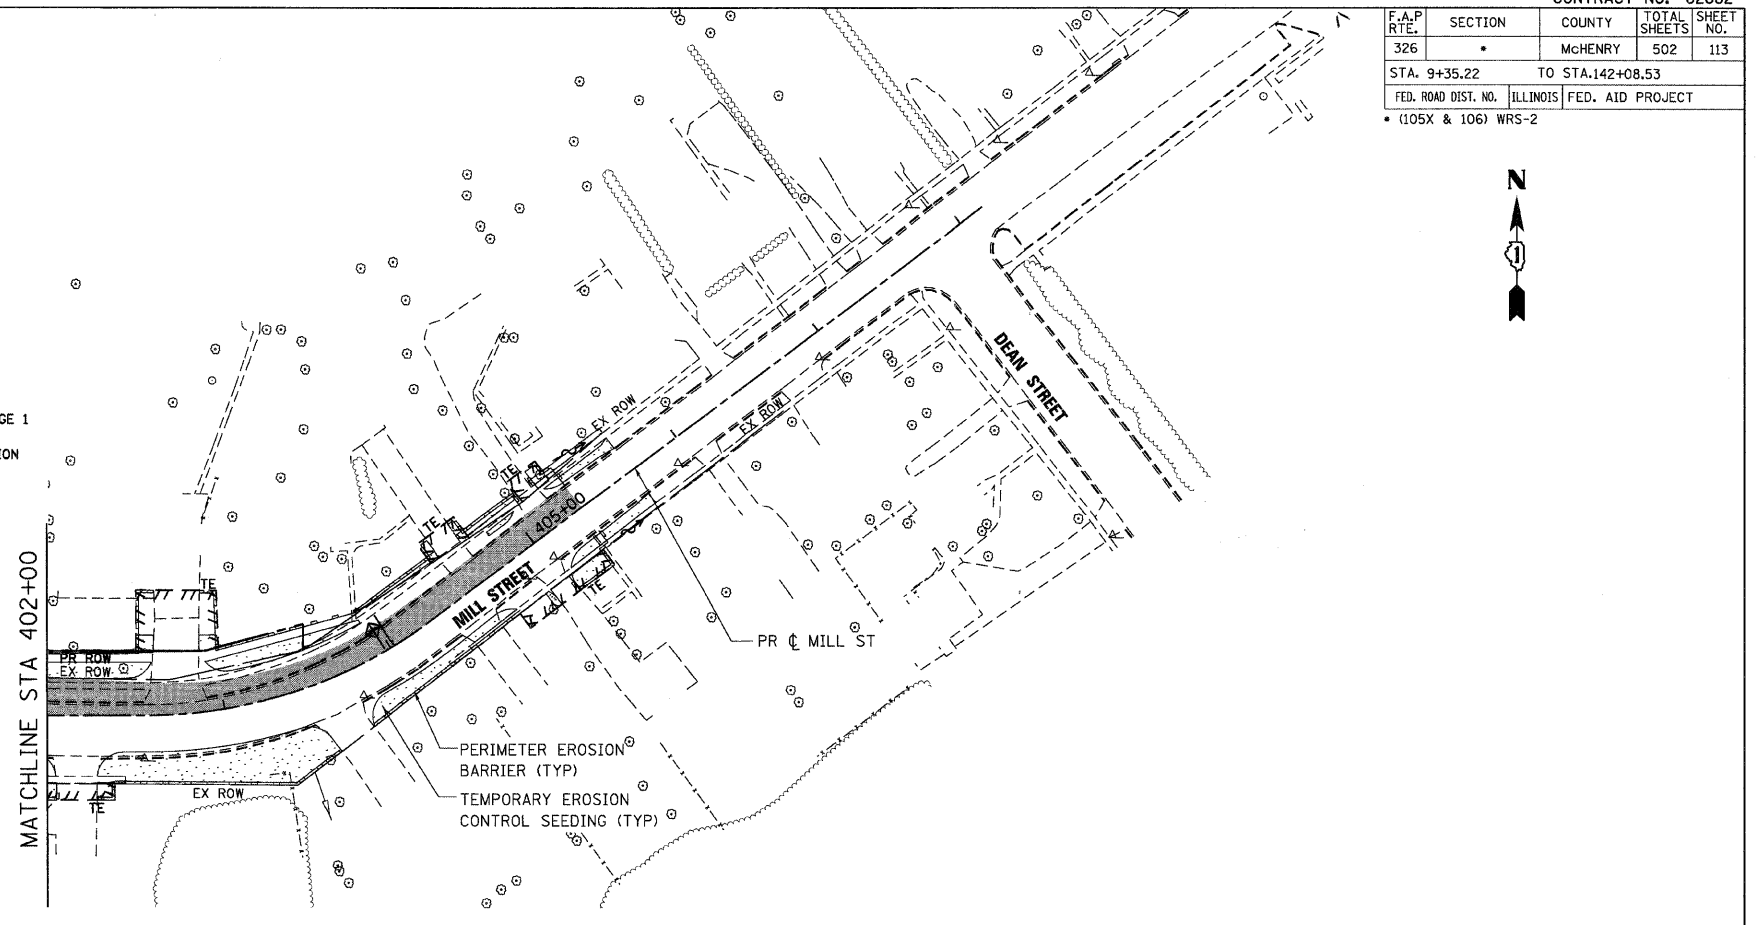 CONTRACT NO.
F.A.P. RTE. SECTION COUNTY TOTAL SHEETS SHEET NO.
326 * McHENRY 502 113
STA. 9+35.22 TO STA.142+08.53
FED. ROAD DIST. NO. ILLINOIS FED. AID PROJECT
* (105X & 106) WRS-2
N
1
DEAN STREET
GE 1
ION
EX ROW
EX ROW
TE
TE
405+00
MILL STREET
TE
TE
PR ℄ MILL ST
PR ROW
EX ROW
MATCHLINE STA 402+00
PERIMETER EROSION
BARRIER (TYP)
TEMPORARY EROSION
CONTROL SEEDING (TYP)
EX ROW
TE